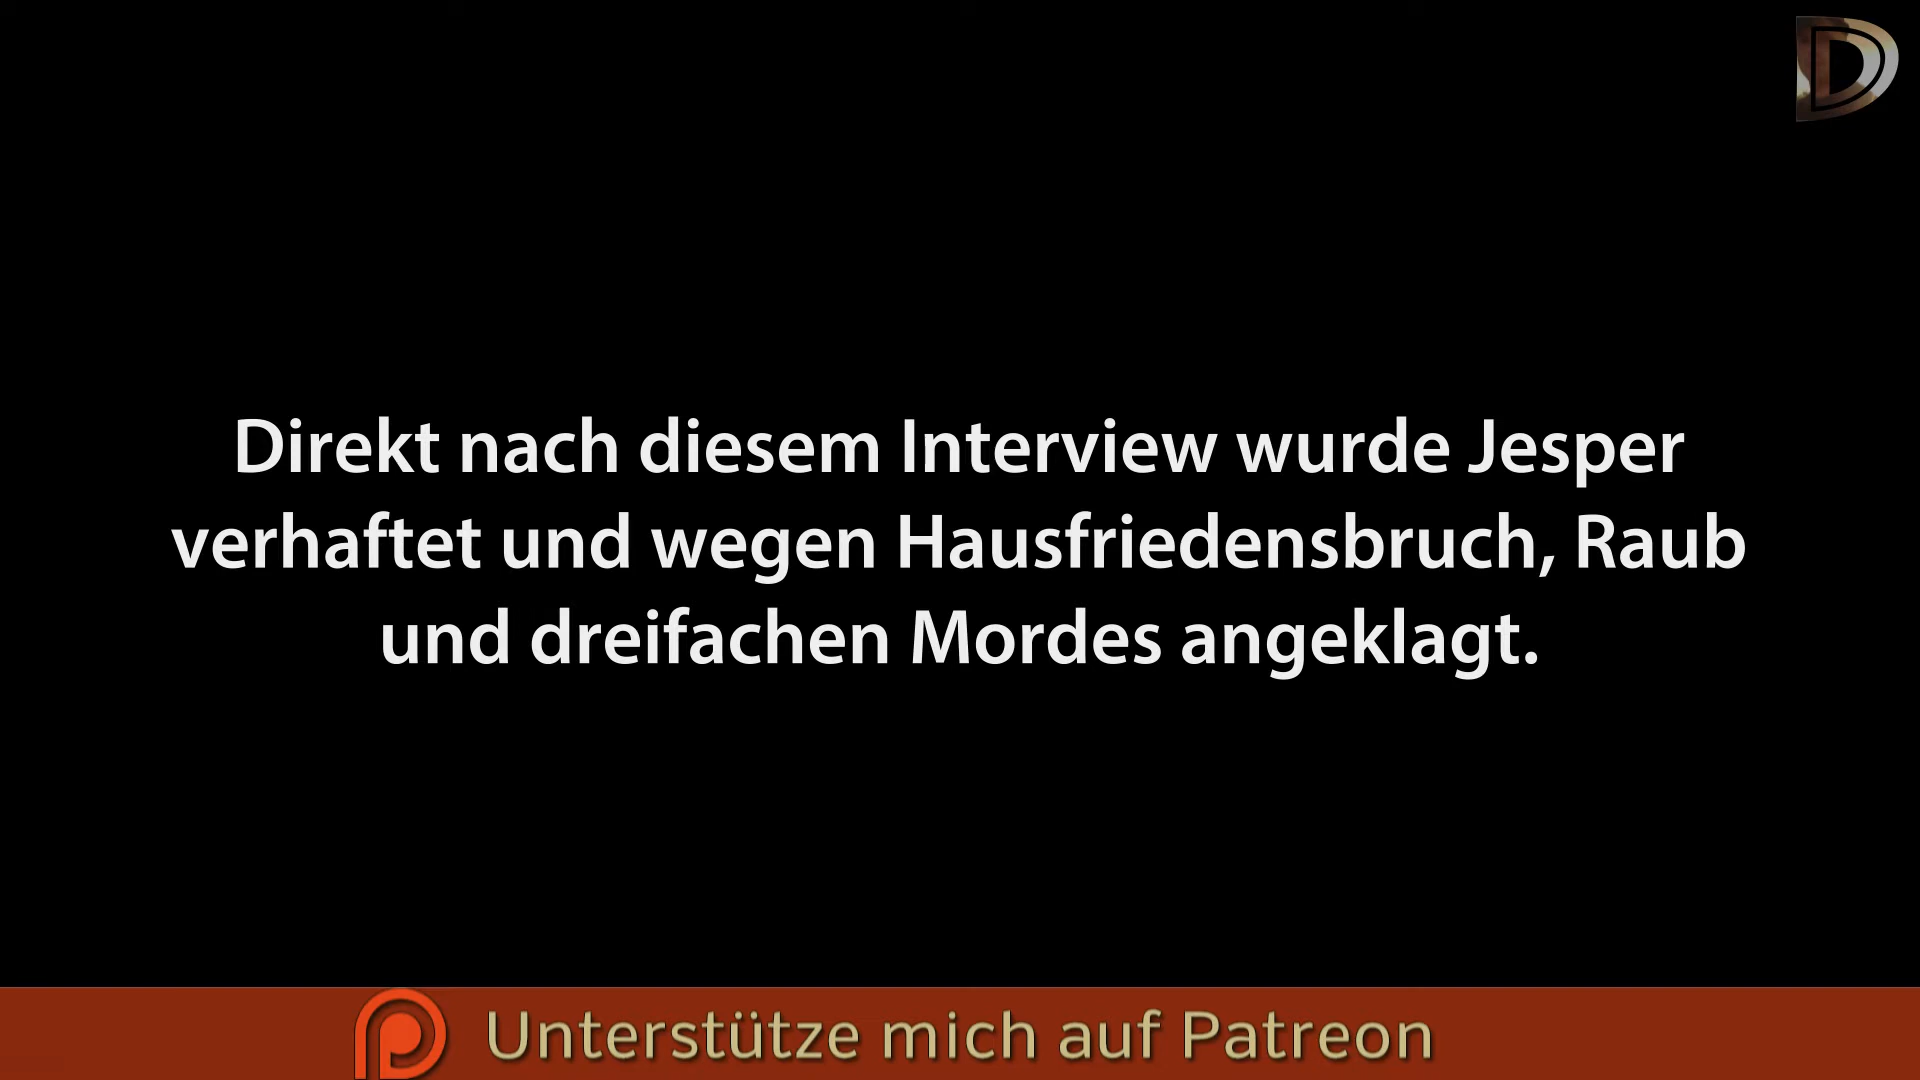 D
Direkt nach diesem Interview wurde Jesper
verhaftet und wegen Hausfriedensbruch, Raub
und dreifachen Mordes angeklagt.
Unterstütze mich auf Patreon